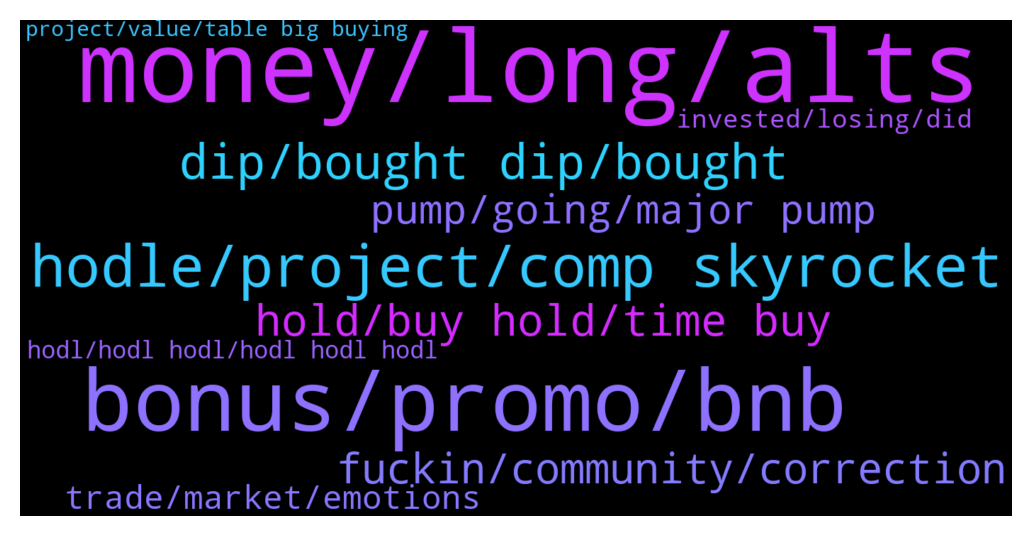 project/value/table big buying
money/long/alts
invested/losing/did
dip/bought dip/bought
pump/going/major pump
hodle/project/comp skyrocket
hold/buy hold/time buy
hodl/hodl hodl/hodl hodl hodl
bonus/promo/bnb
fuckin/community/correction
trade/market/emotions